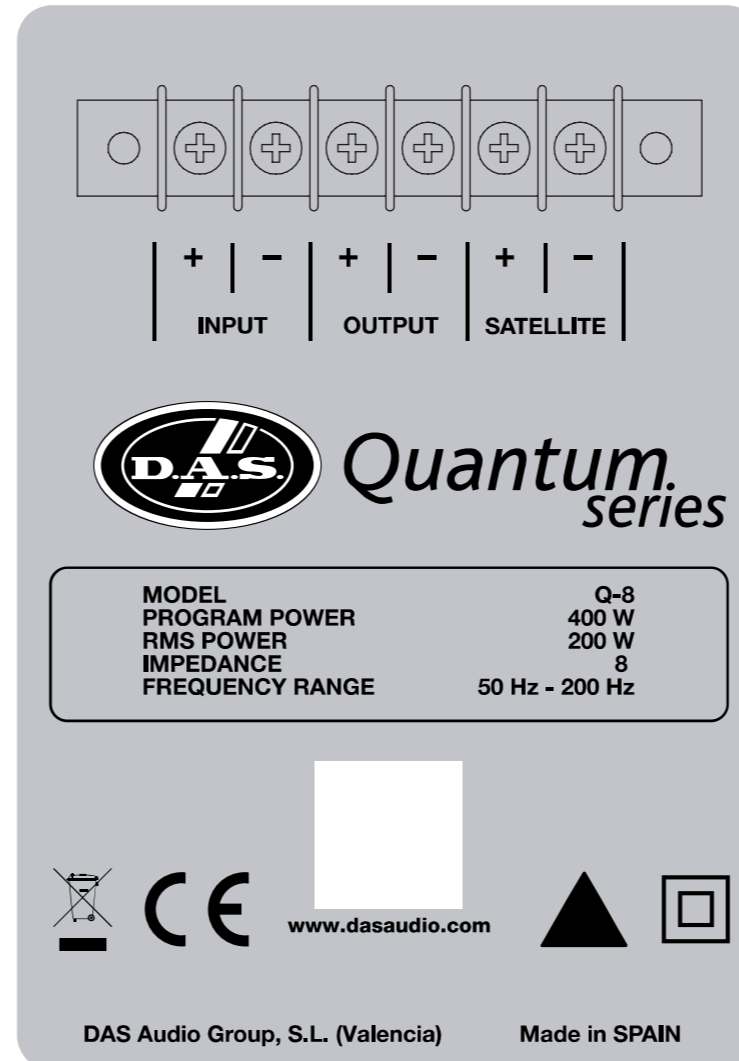 + − + − + −
INPUT OUTPUT SATELLITE
D.A.S. Quantum
series
MODEL Q-8
PROGRAM POWER 400 W
RMS POWER 200 W
IMPEDANCE 8
FREQUENCY RANGE 50 Hz - 200 Hz
CE
www.dasaudio.com
DAS Audio Group, S.L. (Valencia) Made in SPAIN